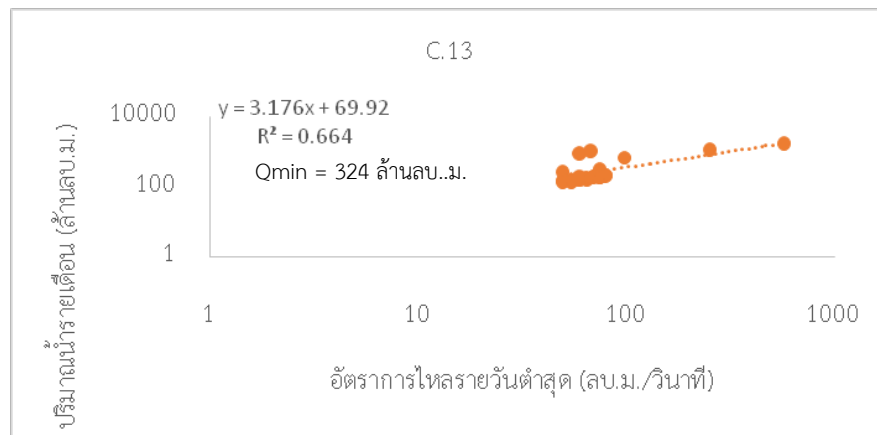 C.13
y = 3.176x + 69.92
R² = 0.664
Qmin = 324 ล้านลบ..ม.
ปริมาณน้ำรายเดือน (ล้านลบ.ม.)
10000
100
1
1 10 100 1000
อัตราการไหลรายวันต่ำสุด (ลบ.ม./วินาที)